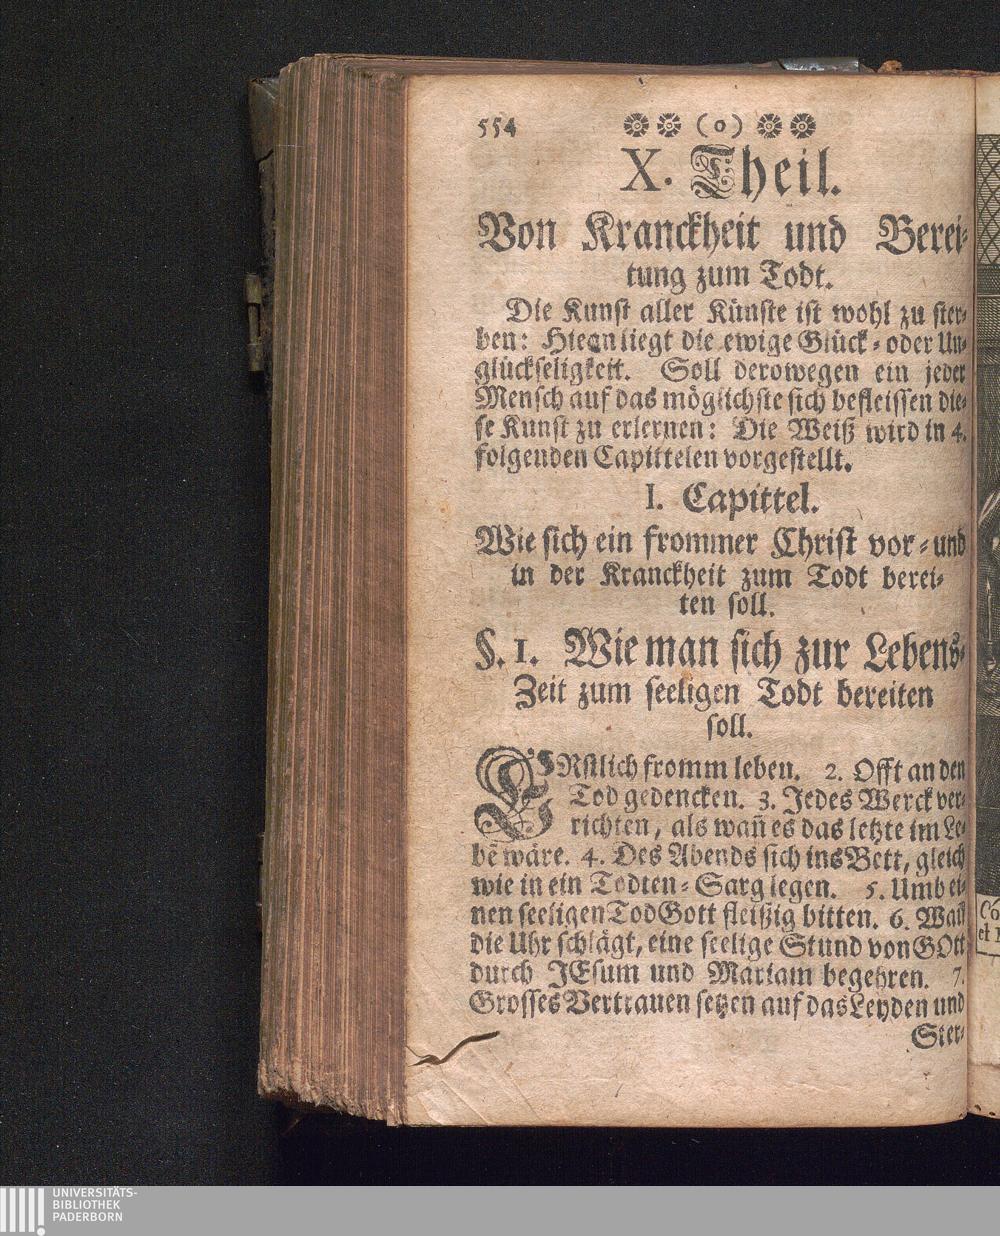 554 (o)
X. Theil.
Von Kranckheit und Berei-
tung zum Todt.
Die Kunst aller Künste ist wohl zu ster-
ben: Hieran liegt die ewige Glück- oder Un-
glückseligkeit. Soll derowegen ein jeder
Mensch auf das möglichste sich befleissen die-
se Kunst zu erlernen: Die Weiß wird in 4.
folgenden Capittelen vorgestellt.
I. Capittel.
Wie sich ein frommer Christ vor- und
in der Kranckheit zum Todt berei-
ten soll.
§. 1. Wie man sich zur Lebens-
Zeit zum seeligen Todt bereiten
soll.
ERstlich fromm leben. 2. Offt an den
Tod gedencken. 3. Jedes Werck ver-
richten, als wañ es das letzte im Le-
bẽ wäre. 4. Des Abends sich ins Bett, gleich
wie in ein Todten-Sarg legen. 5. Umb ei-
nen seeligen Tod Gott fleißig bitten. 6. Wañ
die Uhr schlägt, eine seelige Stund von GOtt
durch JEsum und Mariam begehren. 7.
Grosses Vertrauen setzen auf das Leyden und
Ster-
UNIVERSITÄTS-
BIBLIOTHEK
PADERBORN